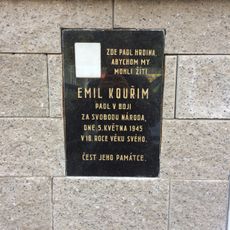 ZDE PADL HRDINA,
ABYCHOM MY
MOHLI ŽÍTI
EMIL KOUŘIM
PADL V BOJI
ZA SVOBODU NÁRODA,
DNE 5. KVĚTNA 1945
V 18. ROCE VĚKU SVÉHO.
ČEST JEHO PAMÁTCE.